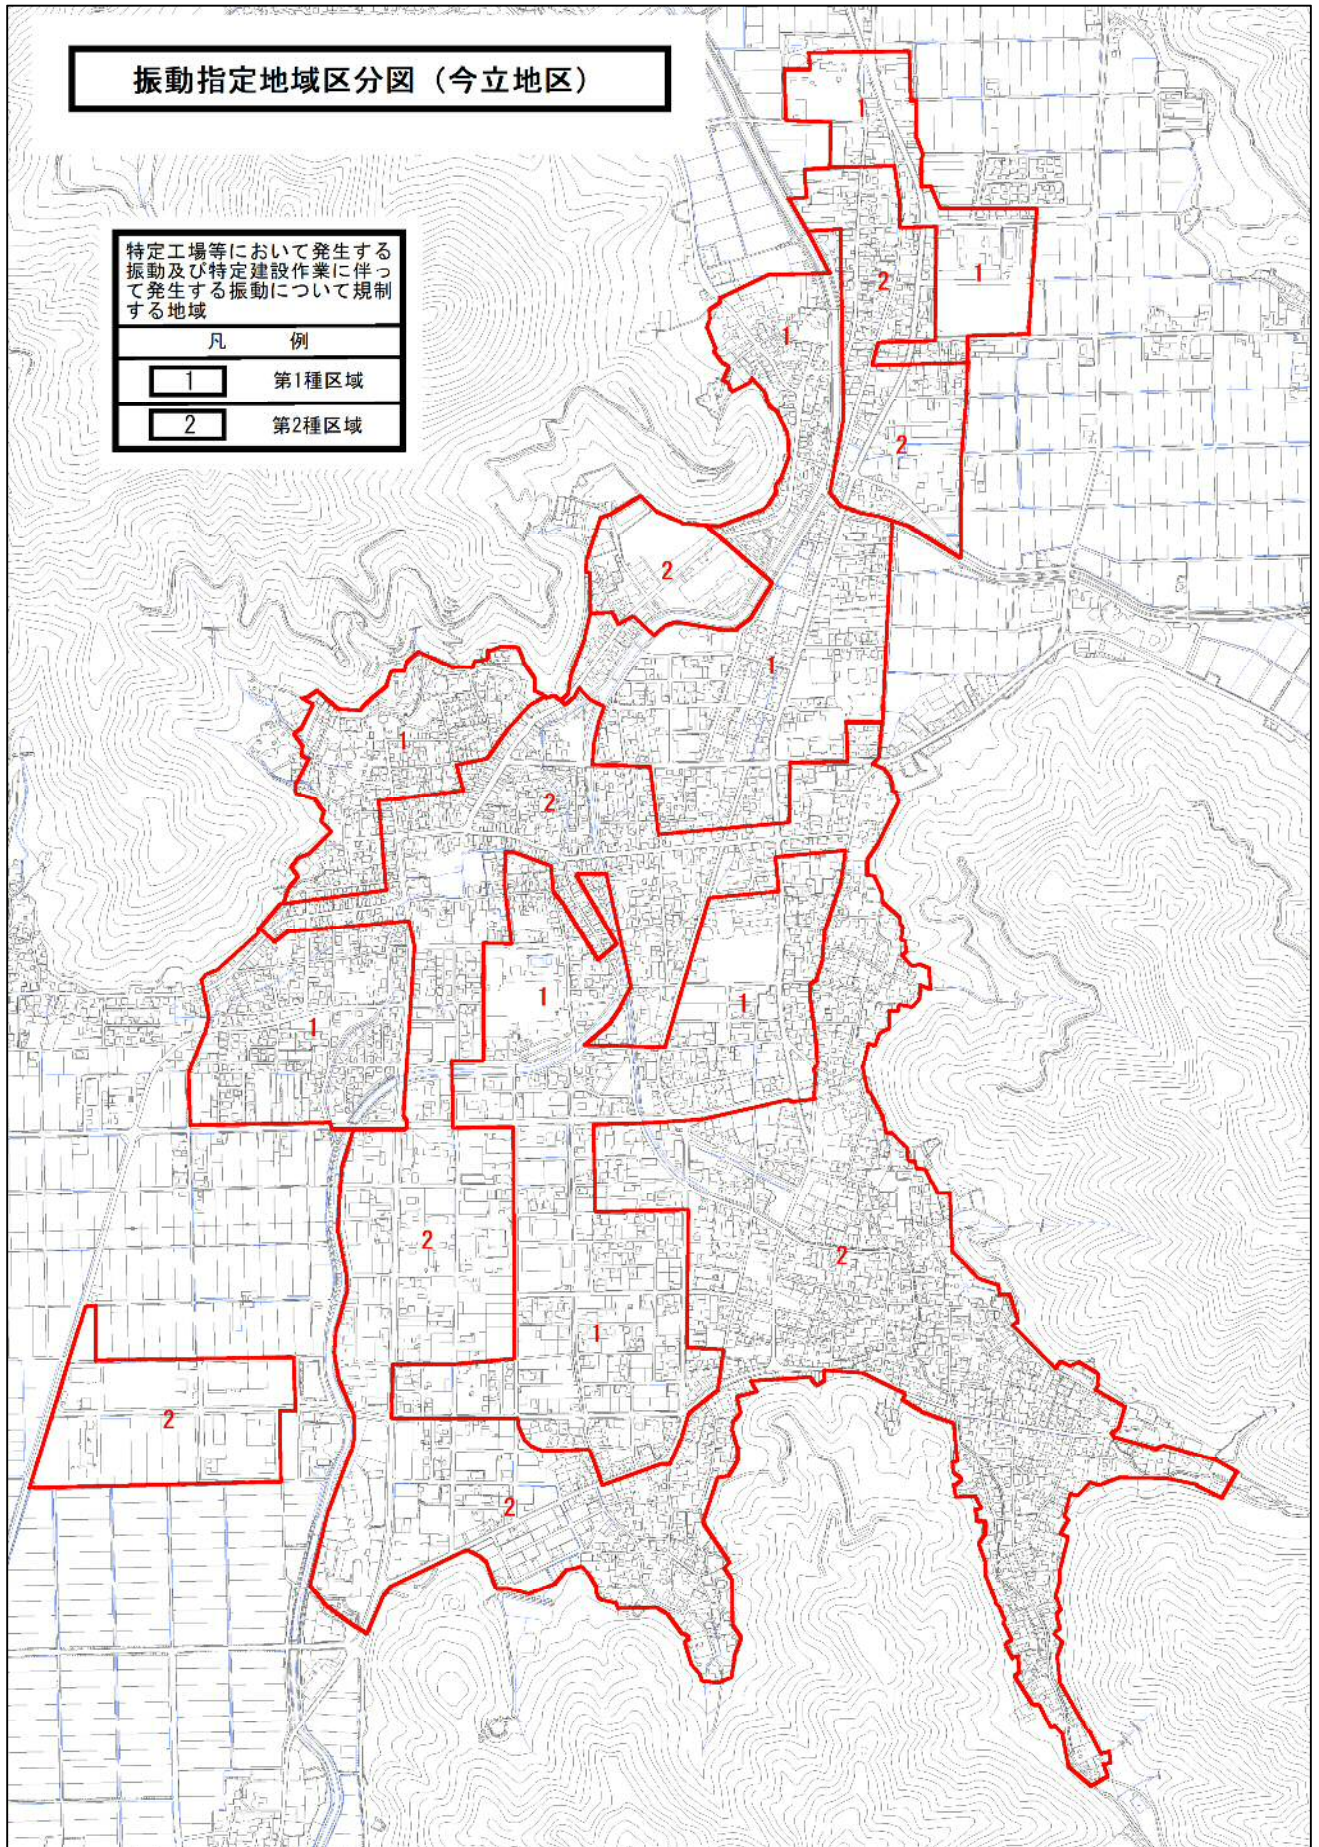 振動指定地域区分図（今立地区）
特定工場等において発生する
振動及び特定建設作業に伴っ
て発生する振動について規制
する地域
凡　例
1 第1種区域
2 第2種区域
1
2
1
2
1
2
2
1
1
2
1
1
1
2
2
1
2
2